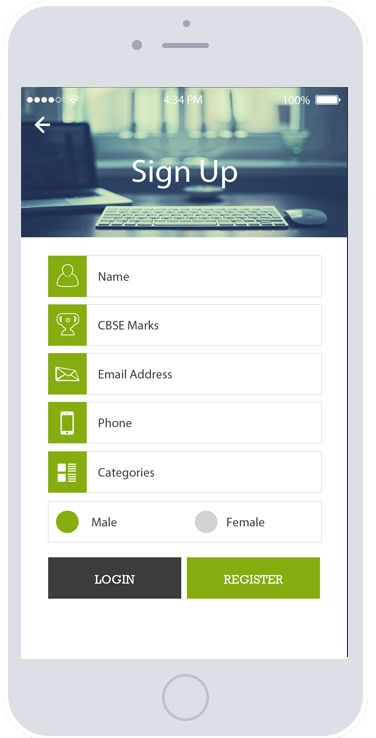 4:34 PM 100%
Sign Up
Name
CBSE Marks
Email Address
Phone
Categories
Male Female
LOGIN REGISTER